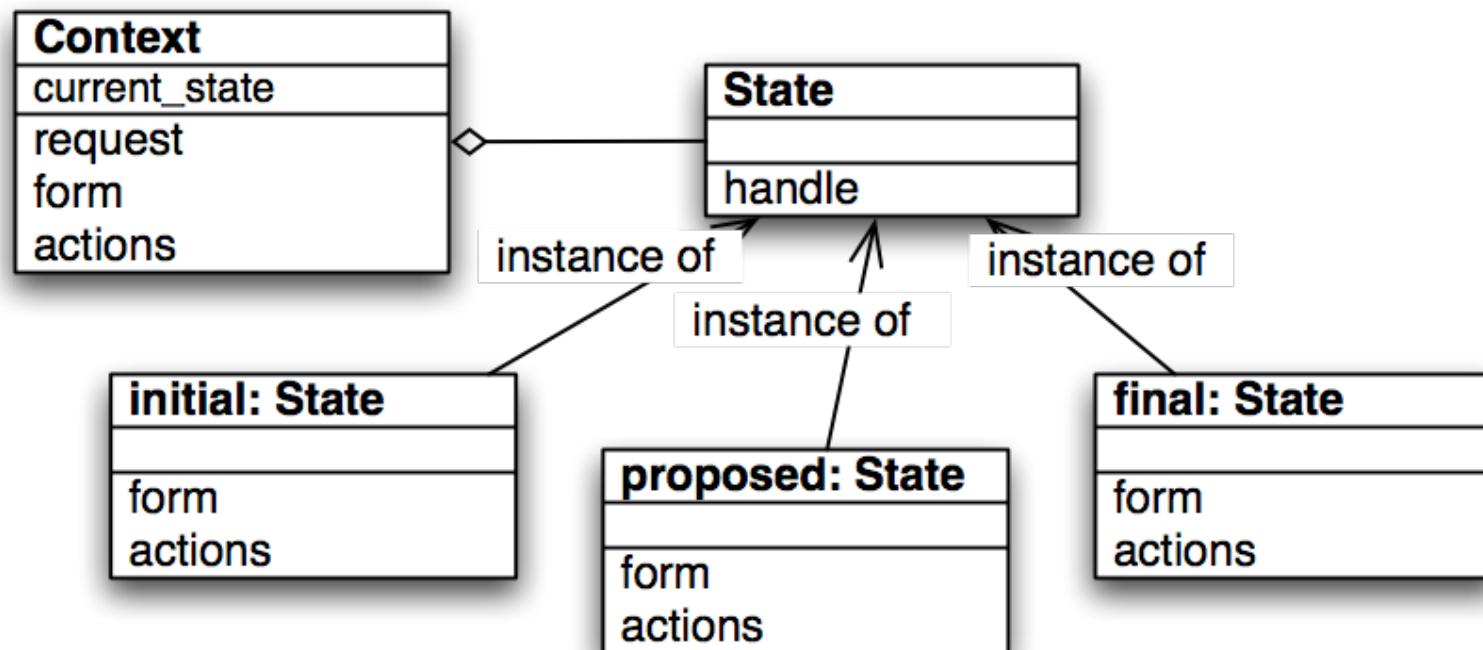 Context
current_state
request
form
actions
State
handle
instance of
instance of
instance of
initial: State
form
actions
proposed: State
form
actions
final: State
form
actions